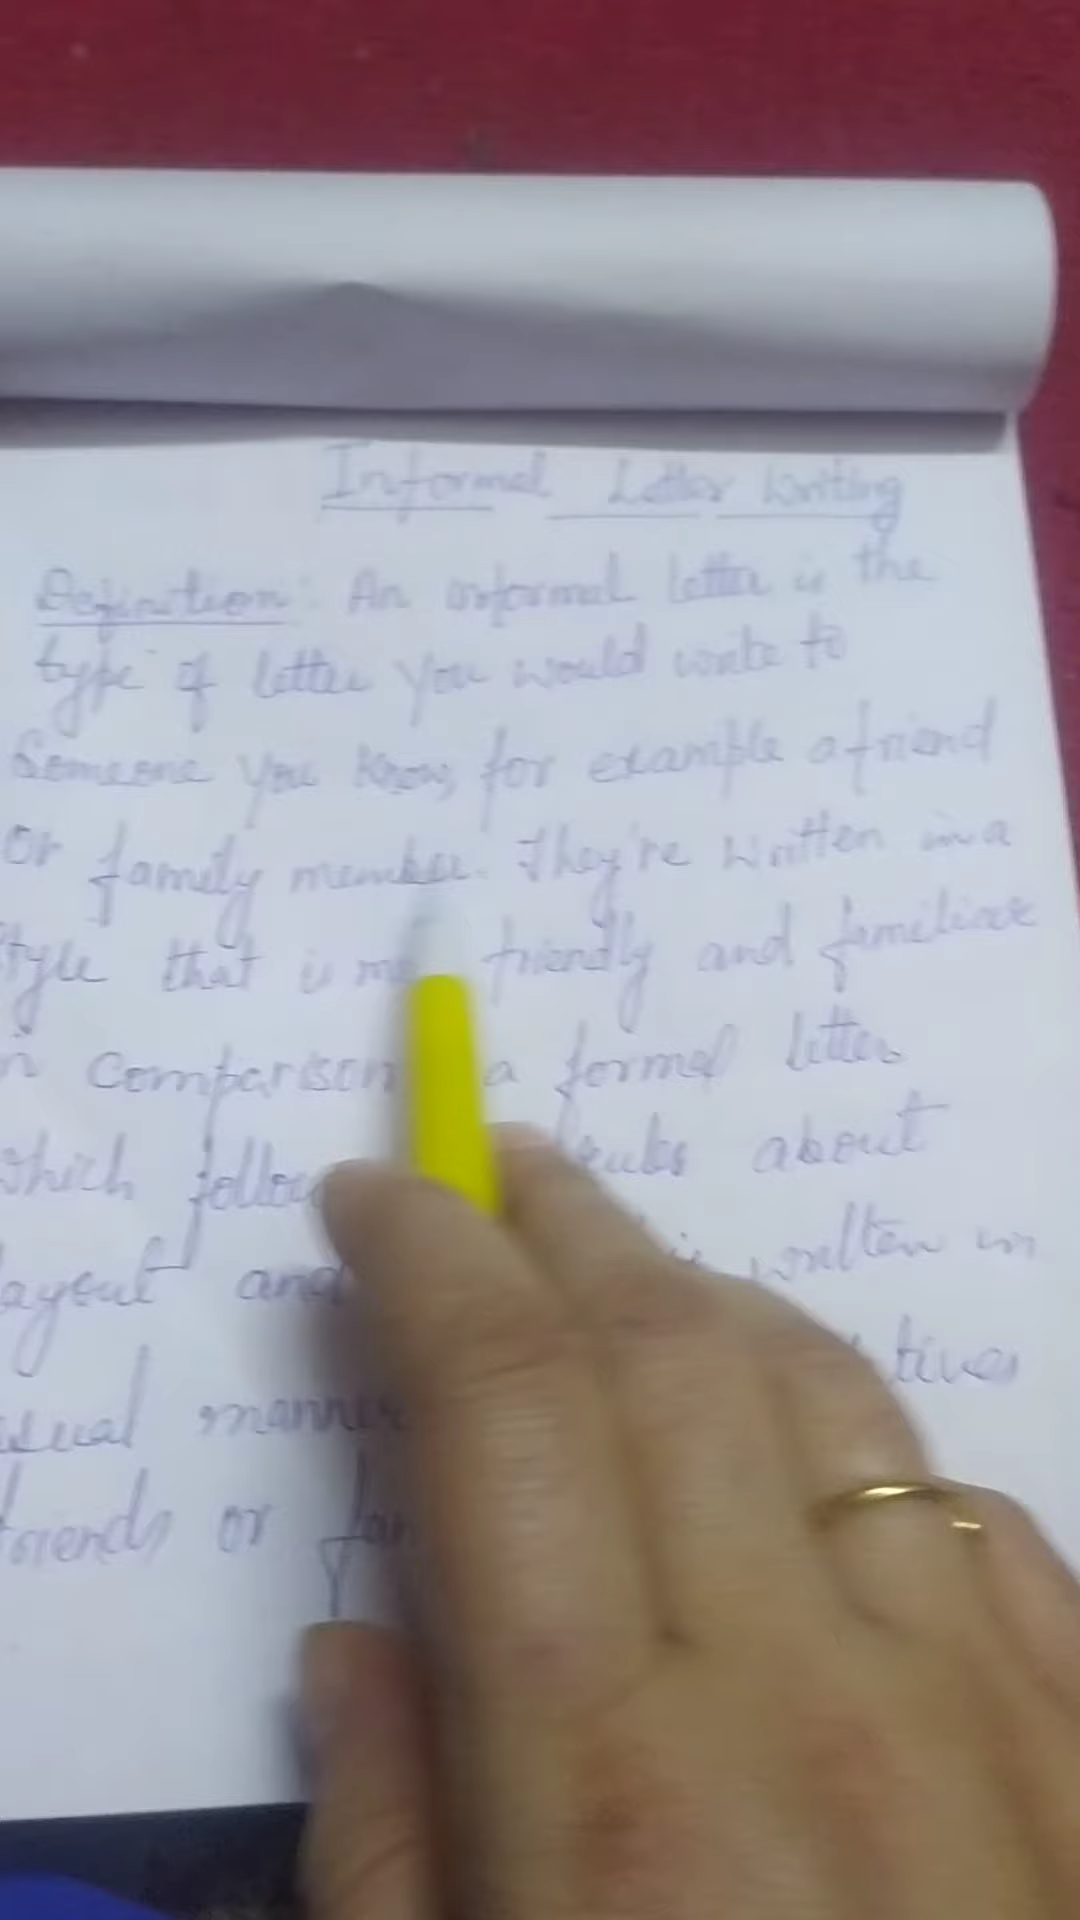 Informal Letter Writing
Definition: An informal letter is the
type of letter you would write to
Someone you know, for example a friend
or family member. They're written in a
style that is friendly and familiar
in comparison a formal letter
which rules about
layout and written in
manner
friends or